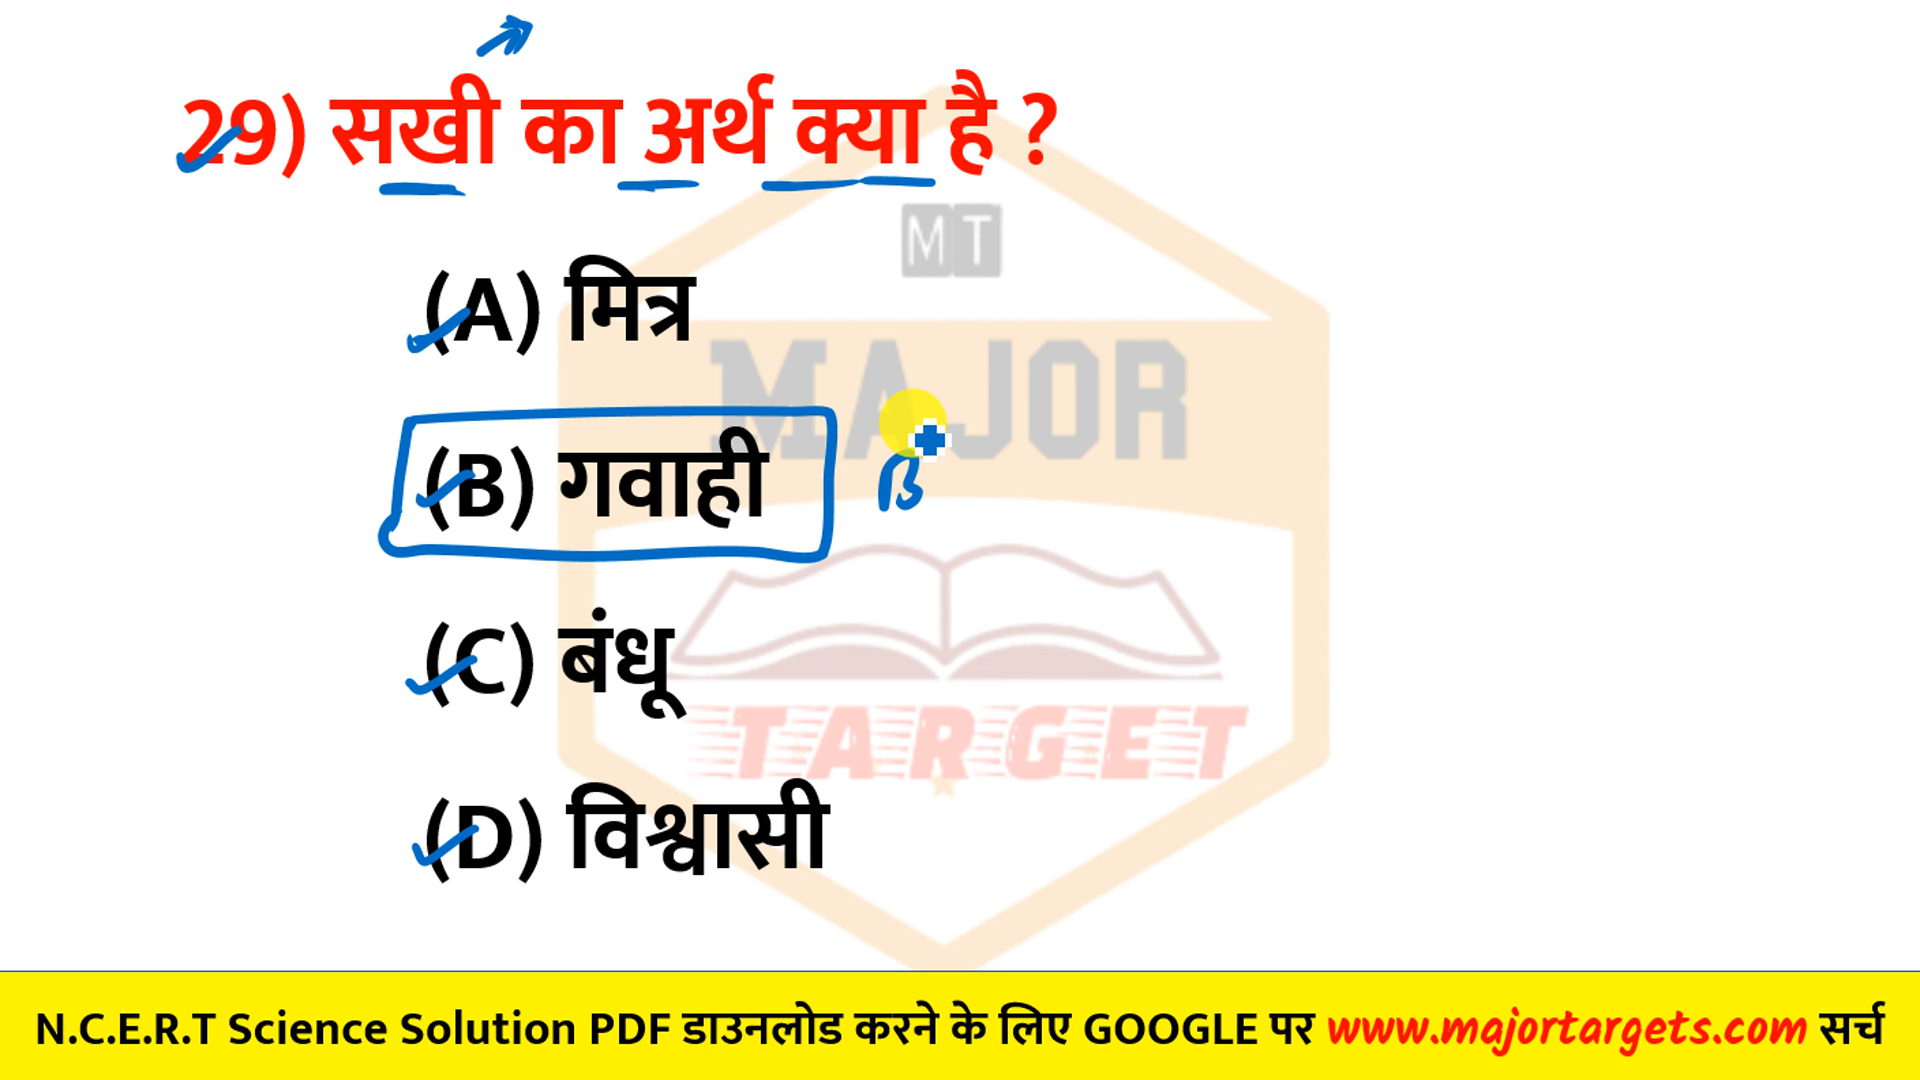 29) सखी का अर्थ क्या है ?
MT
(A) मित्र
MAJOR
(B) गवाही
B
(C) बंधू
TARGET
(D) विश्वासी
N.C.E.R.T Science Solution PDF डाउनलोड करने के लिए GOOGLE पर www.majortargets.com सर्च